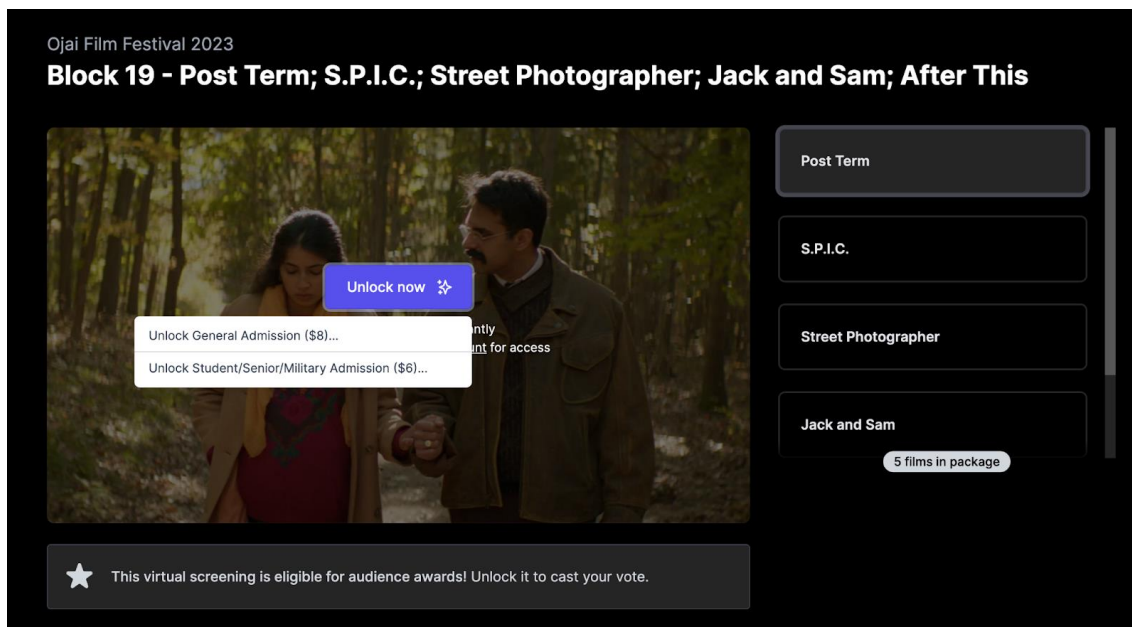 Ojai Film Festival 2023
Block 19 - Post Term; S.P.I.C.; Street Photographer; Jack and Sam; After This
Unlock now
Unlock General Admission ($8)...
Unlock Student/Senior/Military Admission ($6)...
for access
Post Term
S.P.I.C.
Street Photographer
Jack and Sam
5 films in package
This virtual screening is eligible for audience awards! Unlock it to cast your vote.